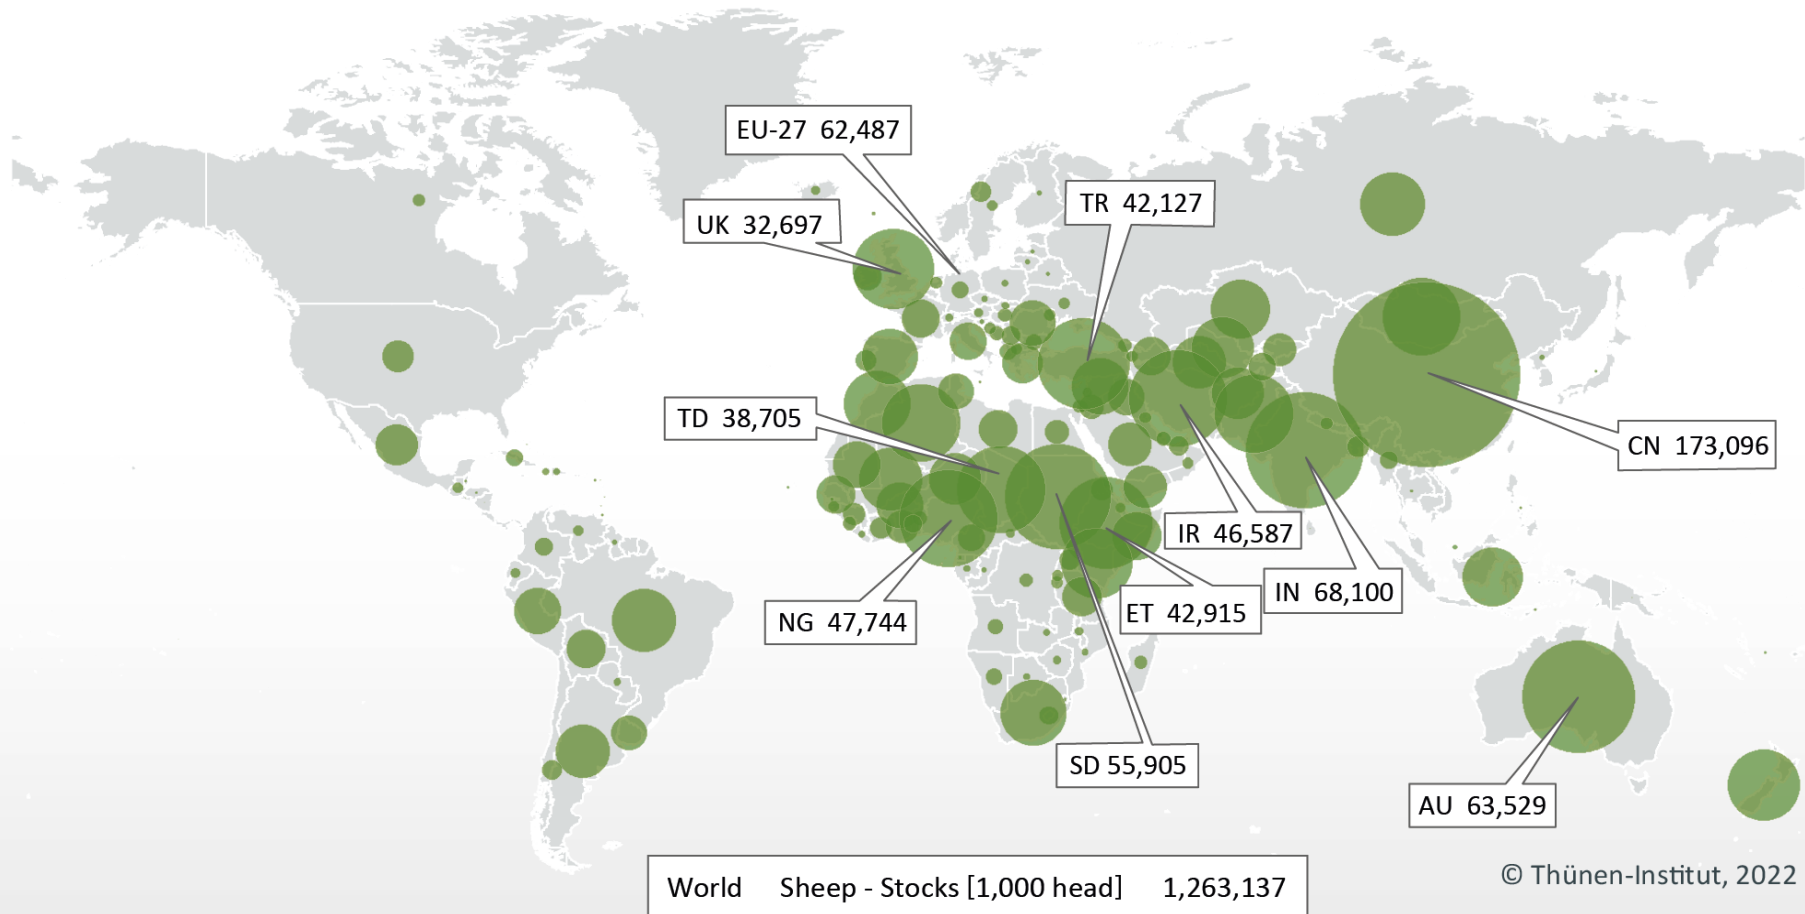 EU-27 62,487
TR 42,127
UK 32,697
TD 38,705
CN 173,096
IR 46,587
IN 68,100
ET 42,915
NG 47,744
SD 55,905
AU 63,529
© Thünen-Institut, 2022
World Sheep - Stocks [1,000 head] 1,263,137